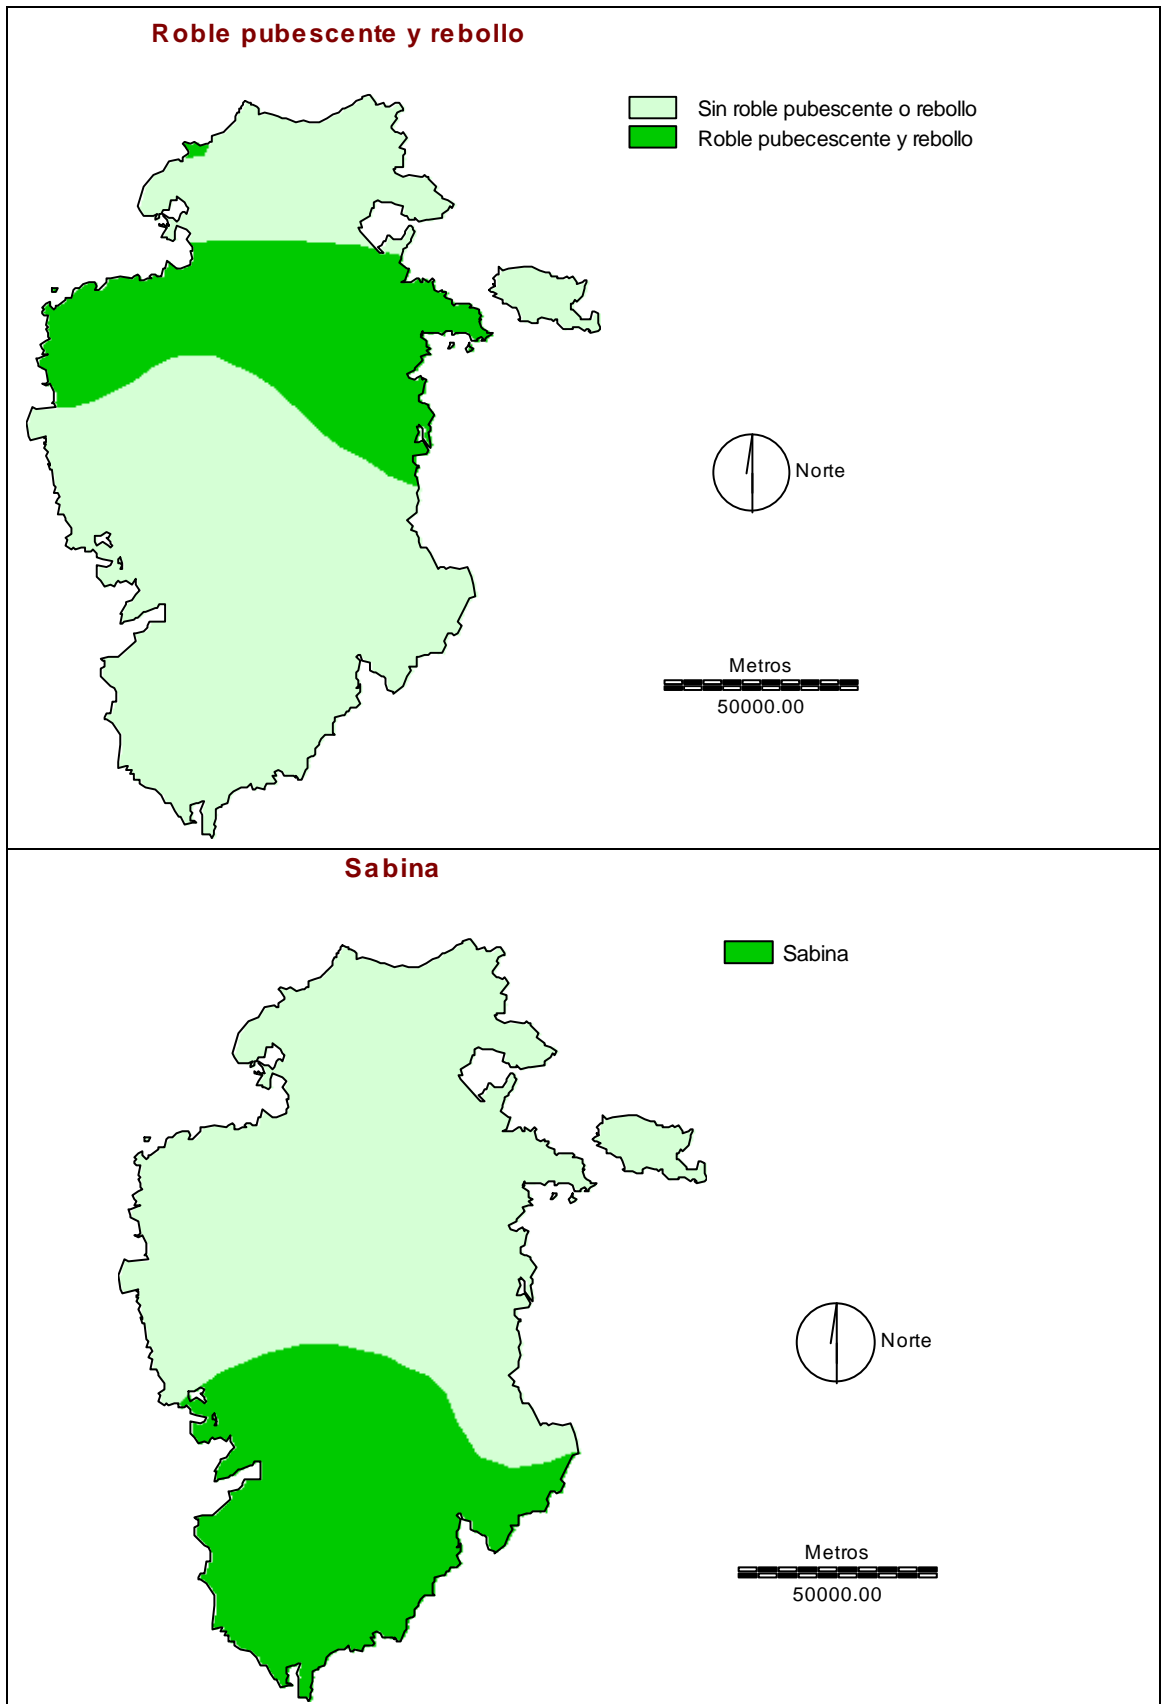 Roble pubescente y rebollo
Sin roble pubescente o rebollo
Roble pubecescente y rebollo
Norte
Metros
50000.00
Sabina
Sabina
Norte
Metros
50000.00